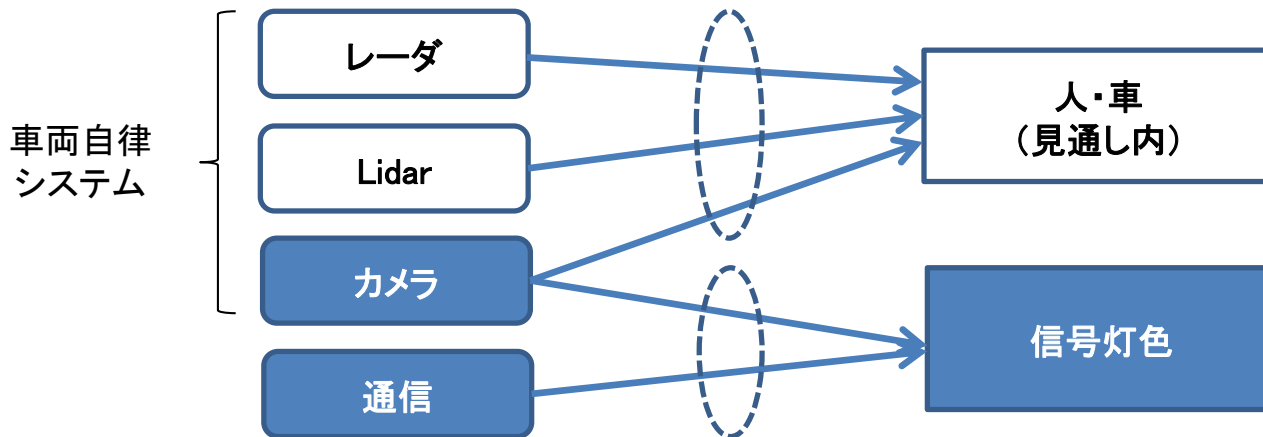 車両自律
システム
レーダ
Lidar
カメラ
通信
人・車
（見通し内）
信号灯色